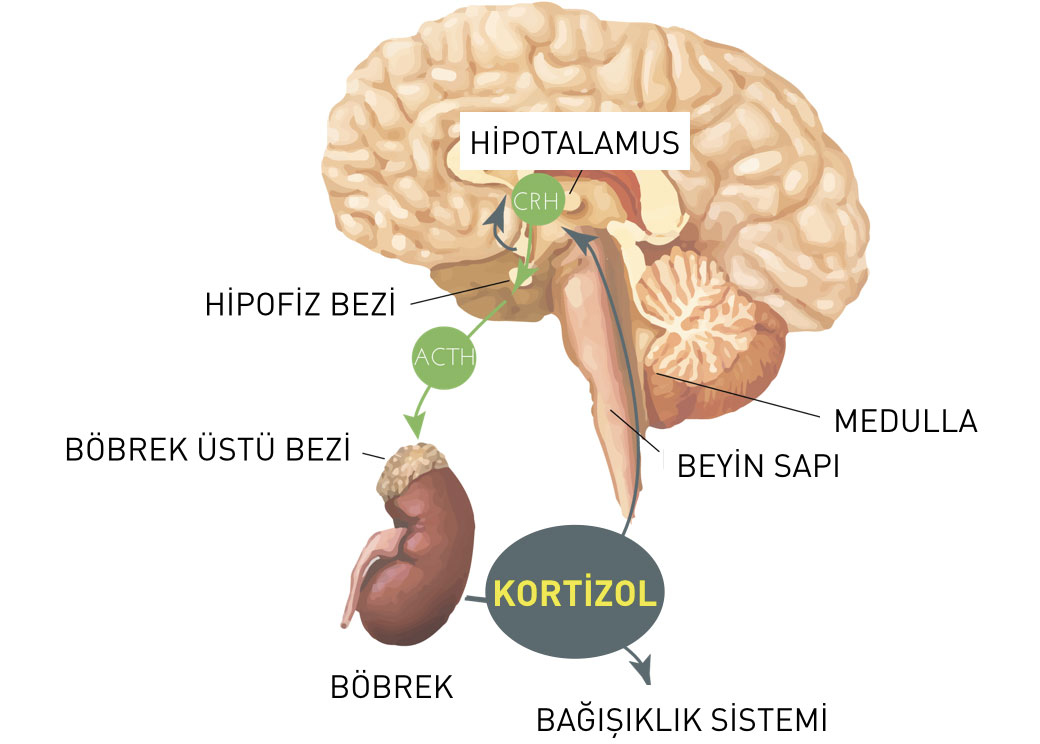 HİPOTALAMUS
CRH
HİPOFİZ BEZİ
ACTH
MEDULLA
BÖBREK ÜSTÜ BEZİ
BEYİN SAPI
KORTİZOL
BÖBREK
BAĞIŞIKLIK SİSTEMİ